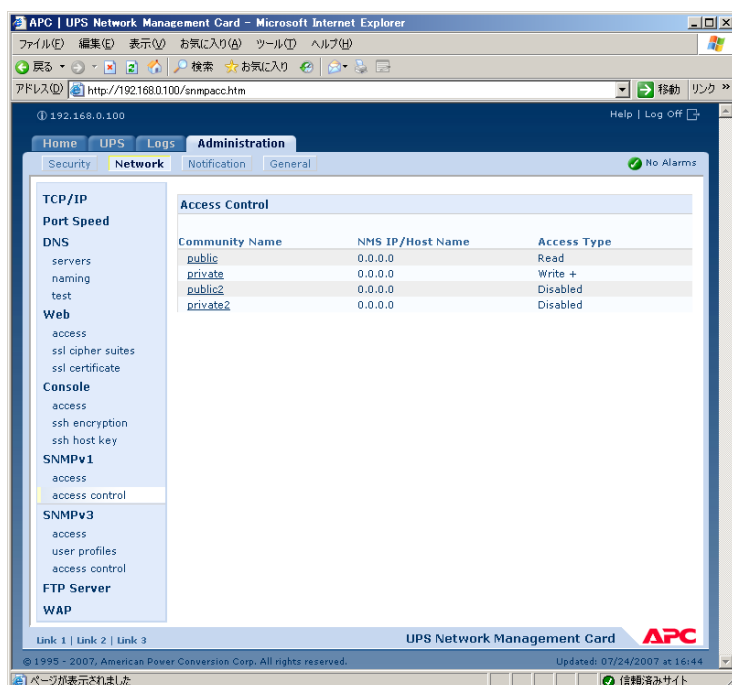 APC | UPS Network Management Card - Microsoft Internet Explorer
ファイル(F) 編集(E) 表示(V) お気に入り(A) ツール(T) ヘルプ(H)
戻る 検索 お気に入り
アドレス(D) http://192.168.0.100/snmpacc.htm 移動 リンク »
192.168.0.100 Help | Log Off
Home UPS Logs Administration
Security Network Notification General No Alarms
TCP/IP
Port Speed
DNS
servers
naming
test
Web
access
ssl cipher suites
ssl certificate
Console
access
ssh encryption
ssh host key
SNMPv1
access
access control
SNMPv3
access
user profiles
access control
FTP Server
WAP
Access Control
Community Name NMS IP/Host Name Access Type
public 0.0.0.0 Read
private 0.0.0.0 Write +
public2 0.0.0.0 Disabled
private2 0.0.0.0 Disabled
Link 1 | Link 2 | Link 3 UPS Network Management Card APC
© 1995 - 2007, American Power Conversion Corp. All rights reserved. Updated: 07/24/2007 at 16:44
ページが表示されました 信頼済みサイト